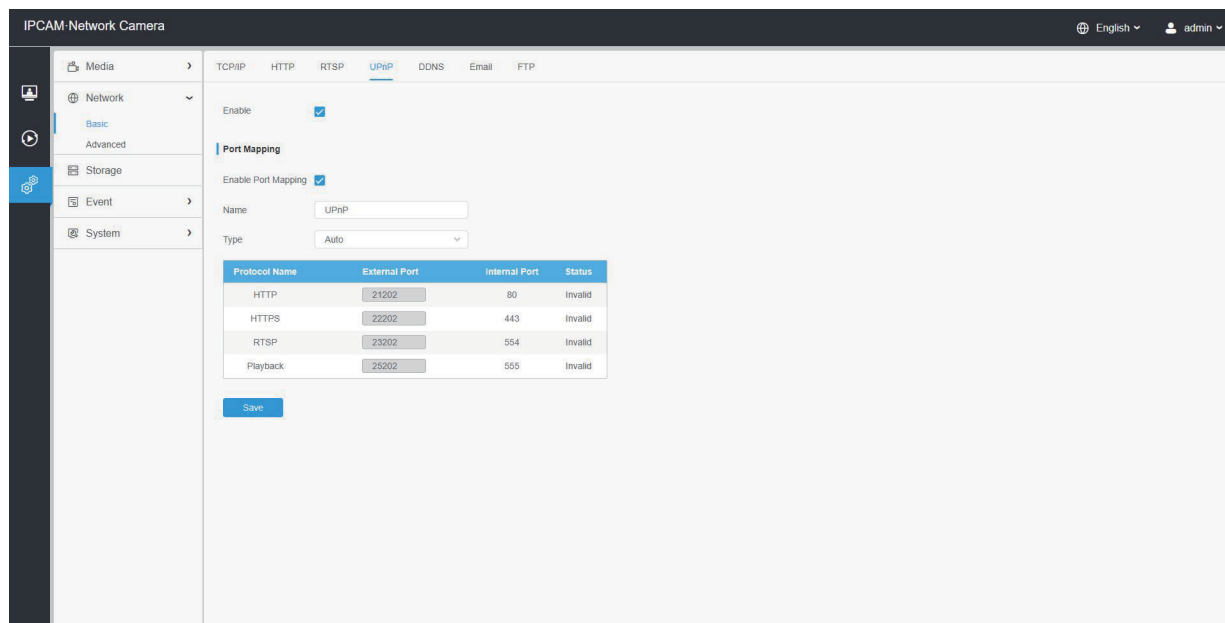 IPCAM·Network Camera
English
admin
Media
TCP/IP HTTP RTSP UPnP DDNS Email FTP
Network
Basic
Advanced
Storage
Event
System
Enable
Port Mapping
Enable Port Mapping
Name UPnP
Type Auto
Protocol Name External Port Internal Port Status
HTTP 21202 80 Invalid
HTTPS 22202 443 Invalid
RTSP 23202 554 Invalid
Playback 25202 555 Invalid
Save